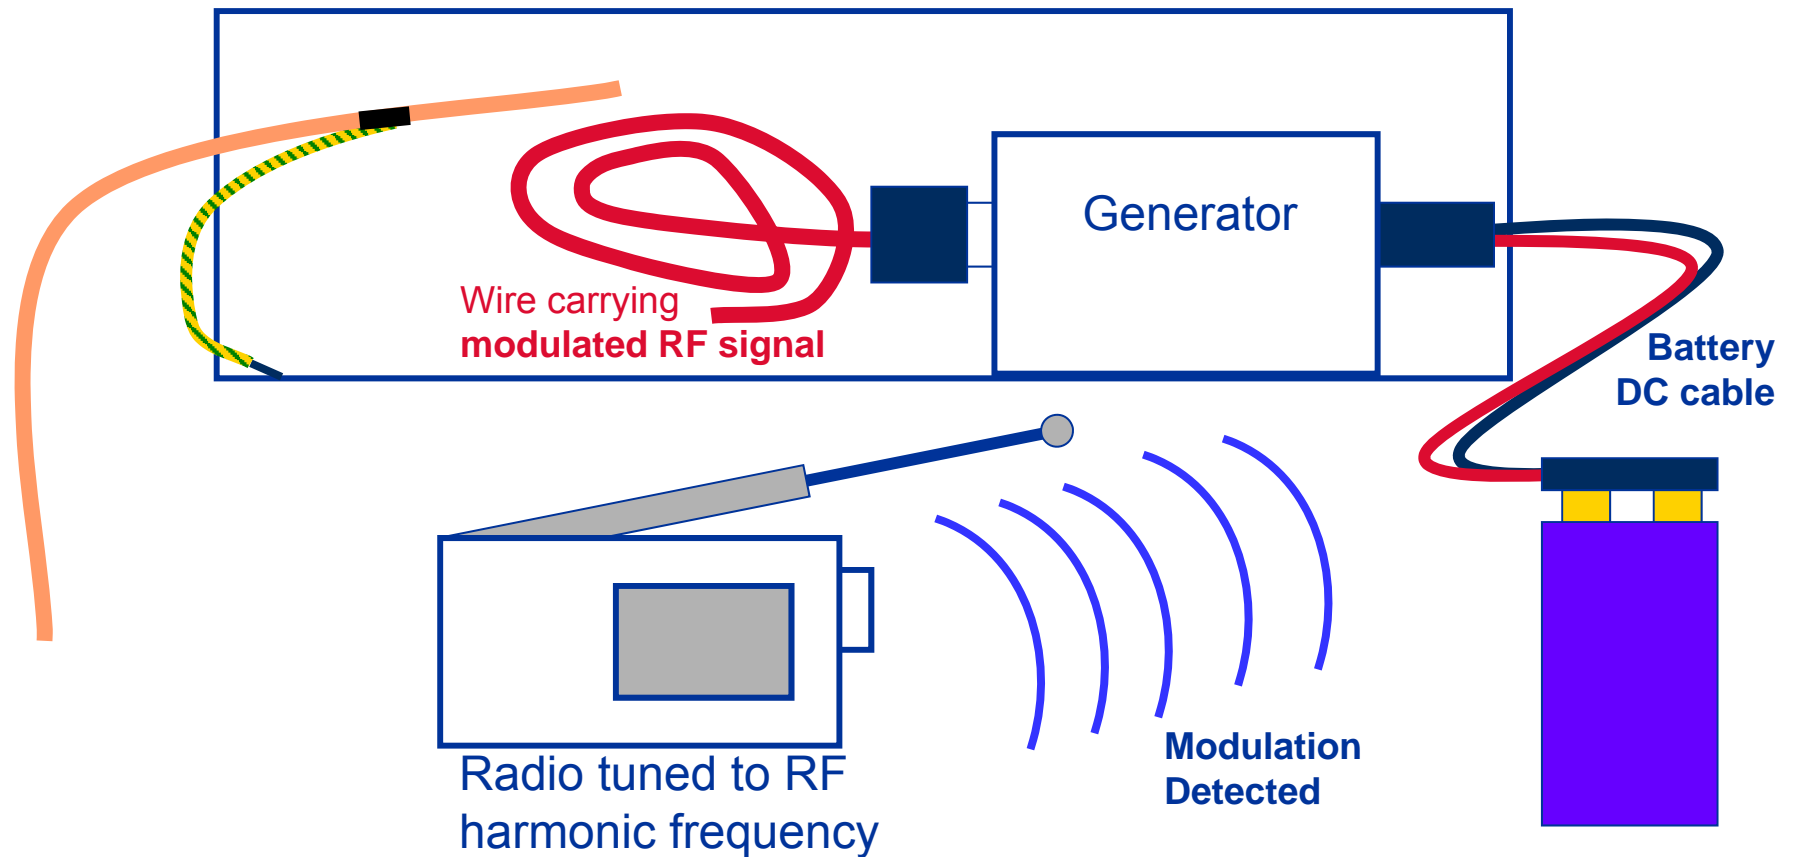 Generator
Wire carrying
modulated RF signal
Battery
DC cable
Modulation
Detected
Radio tuned to RF
harmonic frequency